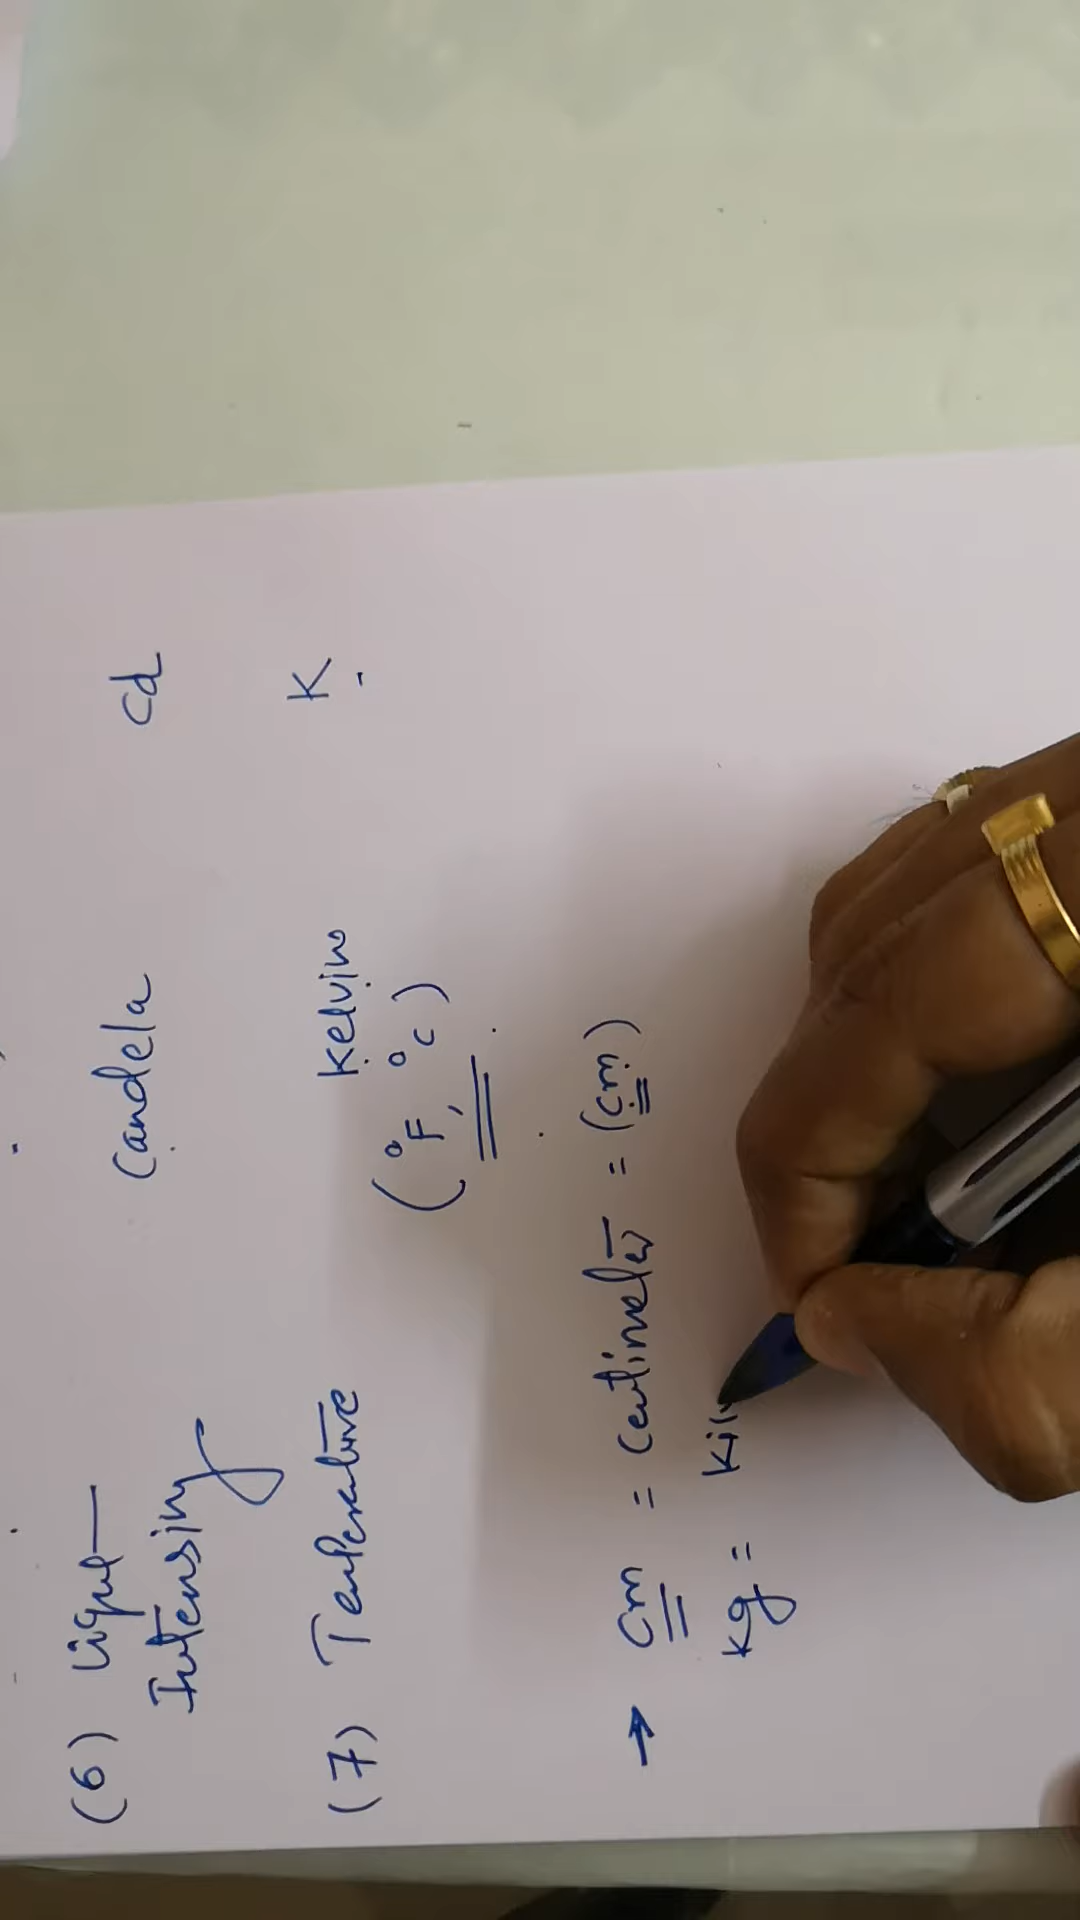 (6) Light Candela Cd
Intensity
(7) Temperature Kelvin K
(°F, °C)
→ cm = centimeter = (cm)
kg = kil